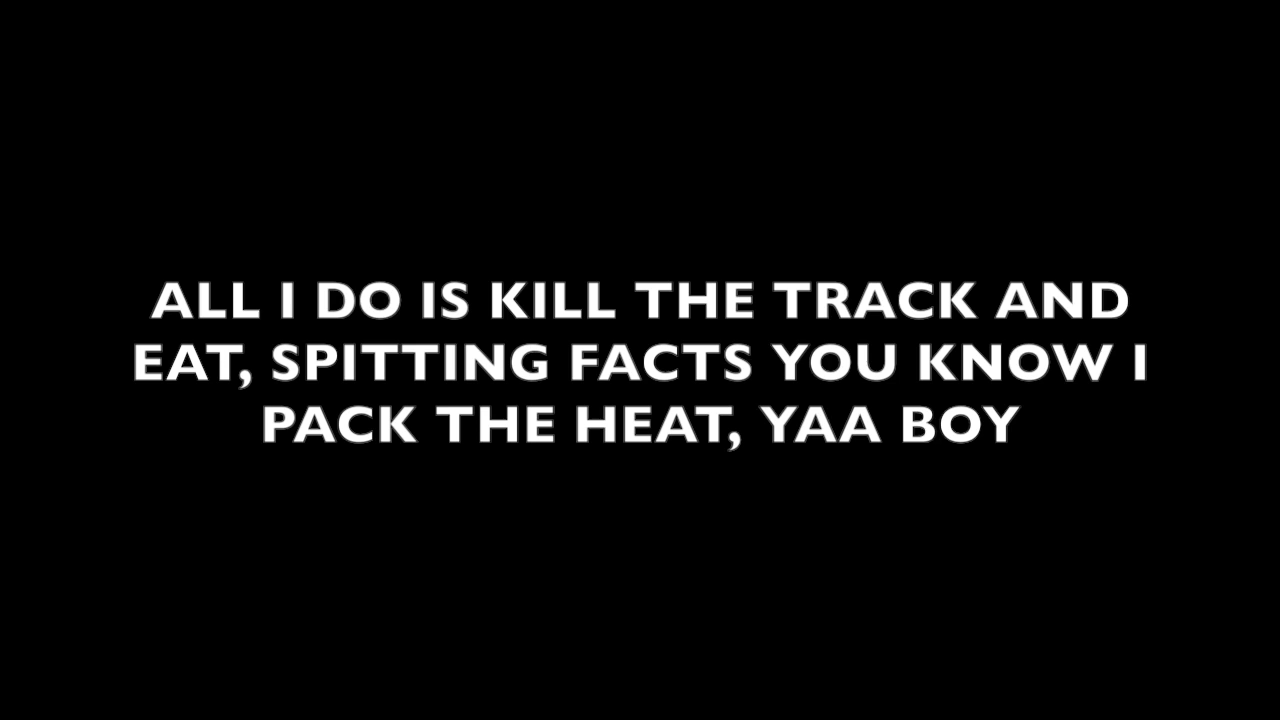 ALL I DO IS KILL THE TRACK AND
EAT, SPITTING FACTS YOU KNOW I
PACK THE HEAT, YAA BOY